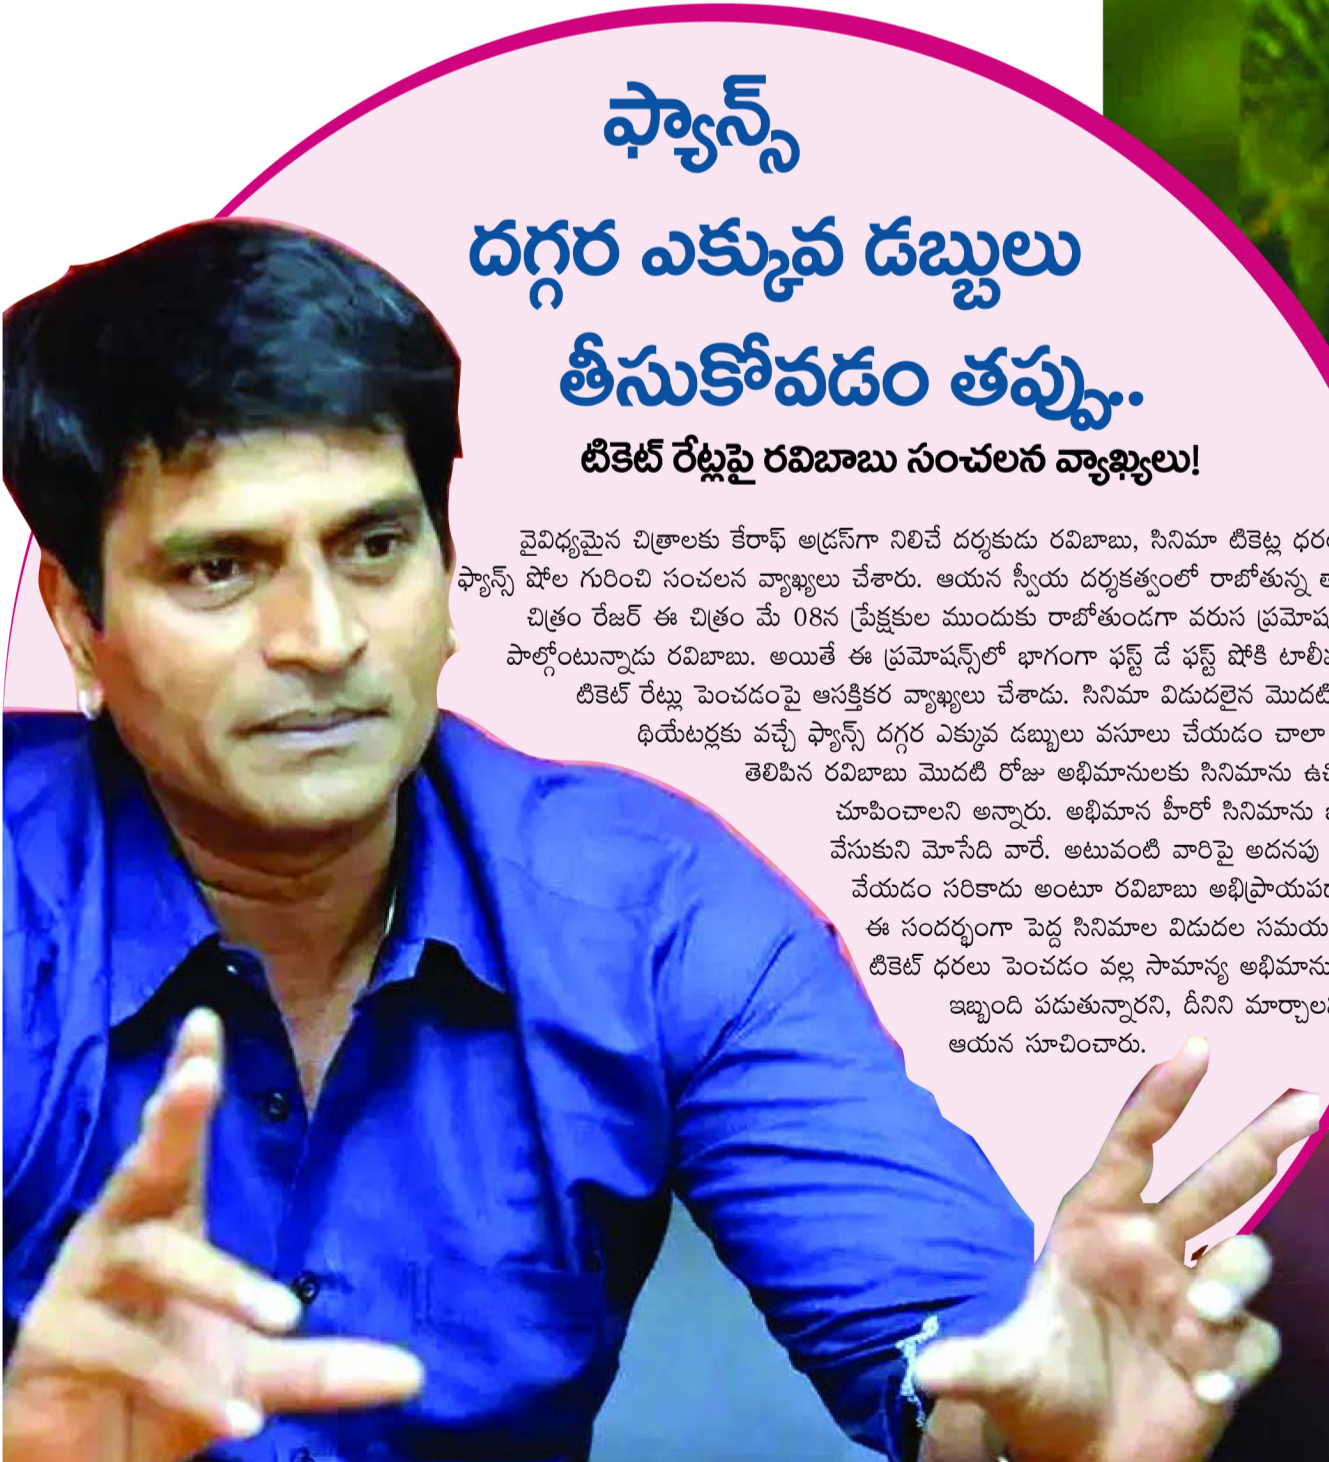 ఫ్యాన్స్
దగ్గర ఎక్కువ డబ్బులు
తీసుకోవడం తప్పు..
టికెట్ రేట్లపై రవిబాబు సంచలన వ్యాఖ్యలు!
వైవిధ్యమైన చిత్రాలకు కేరాఫ్ అడ్రస్‌గా నిలిచే దర్శకుడు రవిబాబు, సినిమా టికెట్ల
ఫ్యాన్స్ షోల గురించి సంచలన వ్యాఖ్యలు చేశారు. ఆయన స్వీయ దర్శకత్వంలో రాబోతున్న
చిత్రం రేజర్ ఈ చిత్రం మే 08న ప్రేక్షకుల ముందుకు రాబోతుండగా వరుస
పాల్గోంటున్నాడు రవిబాబు. అయితే ఈ ప్రమోషన్స్‌లో భాగంగా ఫస్ట్ డే ఫస్ట్ షోకి
టికెట్ రేట్లు పెంచడంపై ఆసక్తికర వ్యాఖ్యలు చేశాడు. సినిమా విడుదలైన మొదటి
థియేటర్లకు వచ్చే ఫ్యాన్స్ దగ్గర ఎక్కువ డబ్బులు వసూలు చేయడం చాలా
తెలిపిన రవిబాబు మొదటి రోజు అభిమానులకు సినిమాను
చూపించాలని అన్నారు. అభిమాన హీరో సినిమాను
వేసుకుని మోసేది వారే. అటువంటి వారిపై అదనపు
వేయడం సరికాదు అంటూ రవిబాబు
ఈ సందర్భంగా పెద్ద సినిమాల విడుదల
టికెట్ ధరలు పెంచడం వల్ల సామాన్య
ఇబ్బంది పడుతున్నారని, దీనిని
ఆయన సూచించారు.